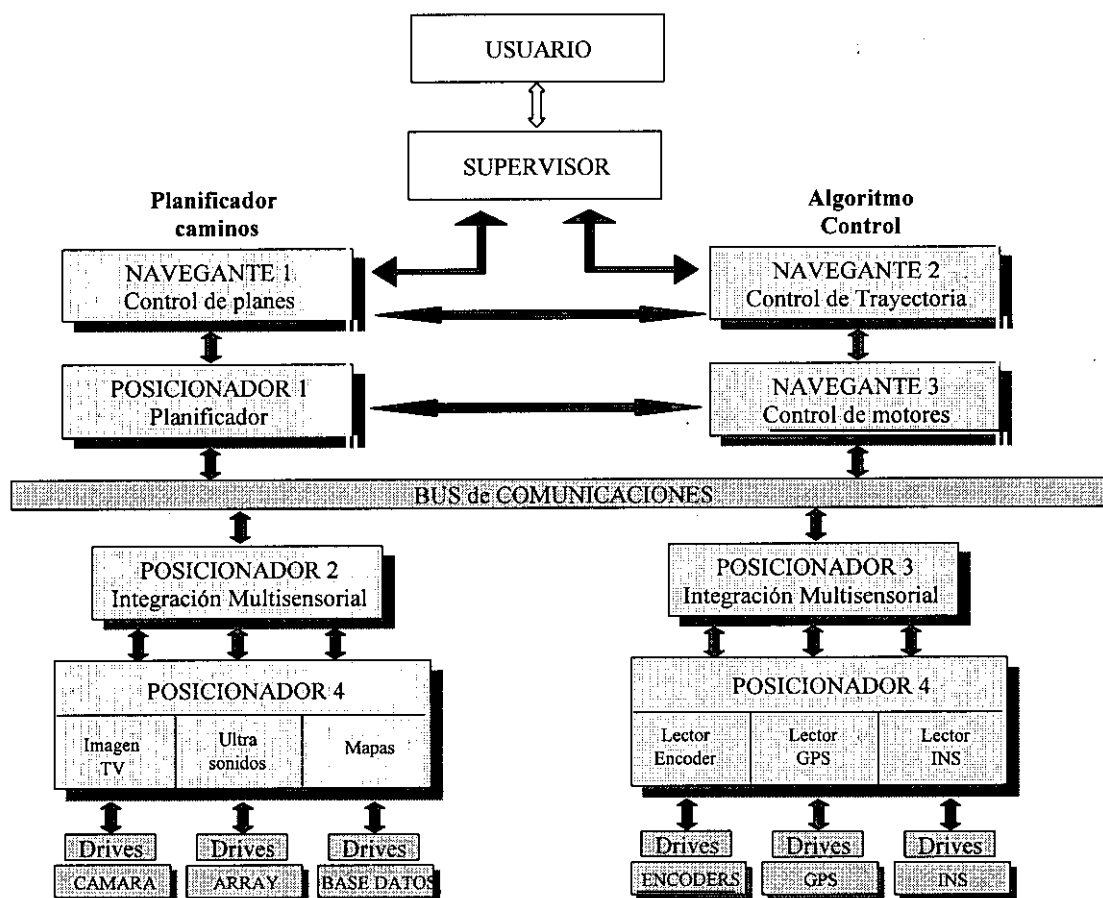 USUARIO
SUPERVISOR
Planificador
caminos
Algoritmo
Control
NAVEGANTE 1
Control de planes
NAVEGANTE 2
Control de Trayectoria
POSICIONADOR 1
Planificador
NAVEGANTE 3
Control de motores
BUS de COMUNICACIONES
POSICIONADOR 2
Integración Multisensorial
POSICIONADOR 3
Integración Multisensorial
POSICIONADOR 4
Imagen
TV
Ultra
sonidos
Mapas
POSICIONADOR 4
Lector
Encoder
Lector
GPS
Lector
INS
Drives
CAMARA
Drives
ARRAY
Drives
BASE DATOS
Drives
ENCODERS
Drives
GPS
Drives
INS